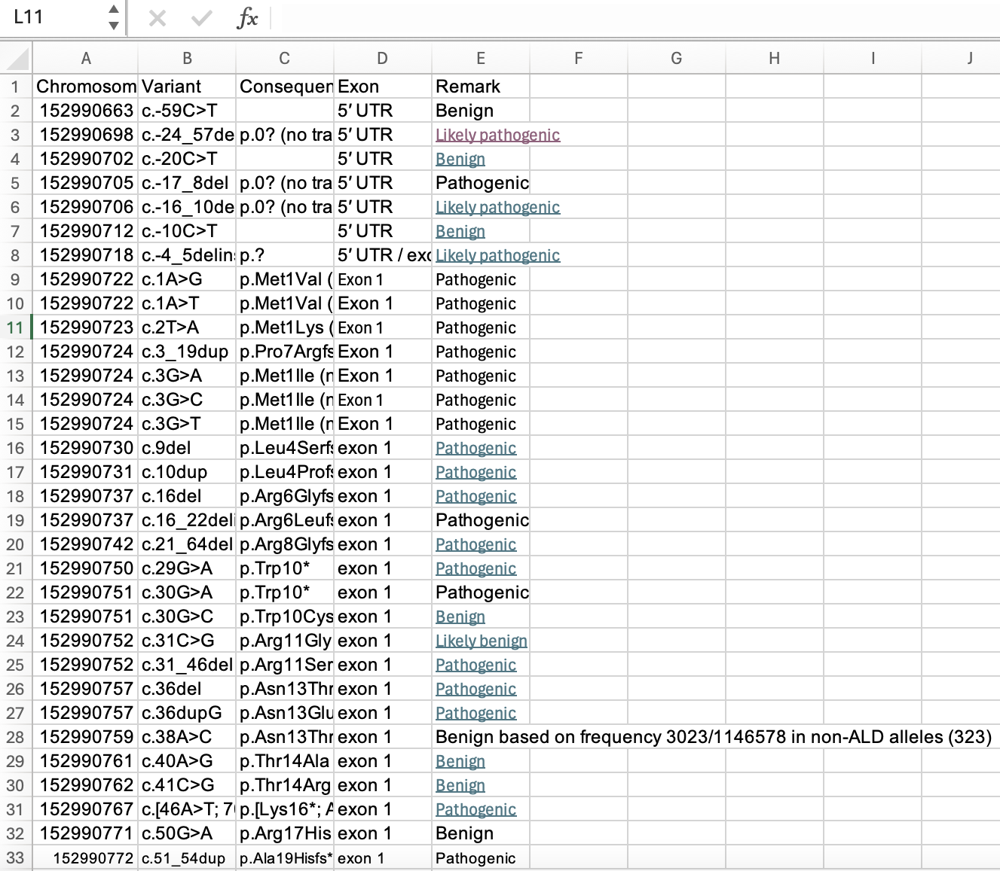 L11 fx
A B C D E F G H I J
1 Chromosom Variant Consequen Exon Remark
2 152990663 c.-59C>T 5′ UTR Benign
3 152990698 c.-24_57de p.0? (no tra 5′ UTR Likely pathogenic
4 152990702 c.-20C>T 5′ UTR Benign
5 152990705 c.-17_8del p.0? (no tra 5′ UTR Pathogenic
6 152990706 c.-16_10de p.0? (no tra 5′ UTR Likely pathogenic
7 152990712 c.-10C>T 5′ UTR Benign
8 152990718 c.-4_5delin p.? 5′ UTR / exo Likely pathogenic
9 152990722 c.1A>G p.Met1Val ( Exon 1 Pathogenic
10 152990722 c.1A>T p.Met1Val ( Exon 1 Pathogenic
11 152990723 c.2T>A p.Met1Lys ( Exon 1 Pathogenic
12 152990724 c.3_19dup p.Pro7Argfs Exon 1 Pathogenic
13 152990724 c.3G>A p.Met1Ile (n Exon 1 Pathogenic
14 152990724 c.3G>C p.Met1Ile (n Exon 1 Pathogenic
15 152990724 c.3G>T p.Met1Ile (n Exon 1 Pathogenic
16 152990730 c.9del p.Leu4Serfs exon 1 Pathogenic
17 152990731 c.10dup p.Leu4Profs exon 1 Pathogenic
18 152990737 c.16del p.Arg6Glyfs exon 1 Pathogenic
19 152990737 c.16_22deli p.Arg6Leufs exon 1 Pathogenic
20 152990742 c.21_64del p.Arg8Glyfs exon 1 Pathogenic
21 152990750 c.29G>A p.Trp10* exon 1 Pathogenic
22 152990751 c.30G>A p.Trp10* exon 1 Pathogenic
23 152990751 c.30G>C p.Trp10Cys exon 1 Benign
24 152990752 c.31C>G p.Arg11Gly exon 1 Likely benign
25 152990752 c.31_46del p.Arg11Ser exon 1 Pathogenic
26 152990757 c.36del p.Asn13Thr exon 1 Pathogenic
27 152990757 c.36dupG p.Asn13Glu exon 1 Pathogenic
28 152990759 c.38A>C p.Asn13Thr exon 1 Benign based on frequency 3023/1146578 in non-ALD alleles (323)
29 152990761 c.40A>G p.Thr14Ala exon 1 Benign
30 152990762 c.41C>G p.Thr14Arg exon 1 Benign
31 152990767 c.[46A>T; 7 p.[Lys16*; A exon 1 Pathogenic
32 152990771 c.50G>A p.Arg17His exon 1 Benign
33 152990772 c.51_54dup p.Ala19Hisfs* exon 1 Pathogenic